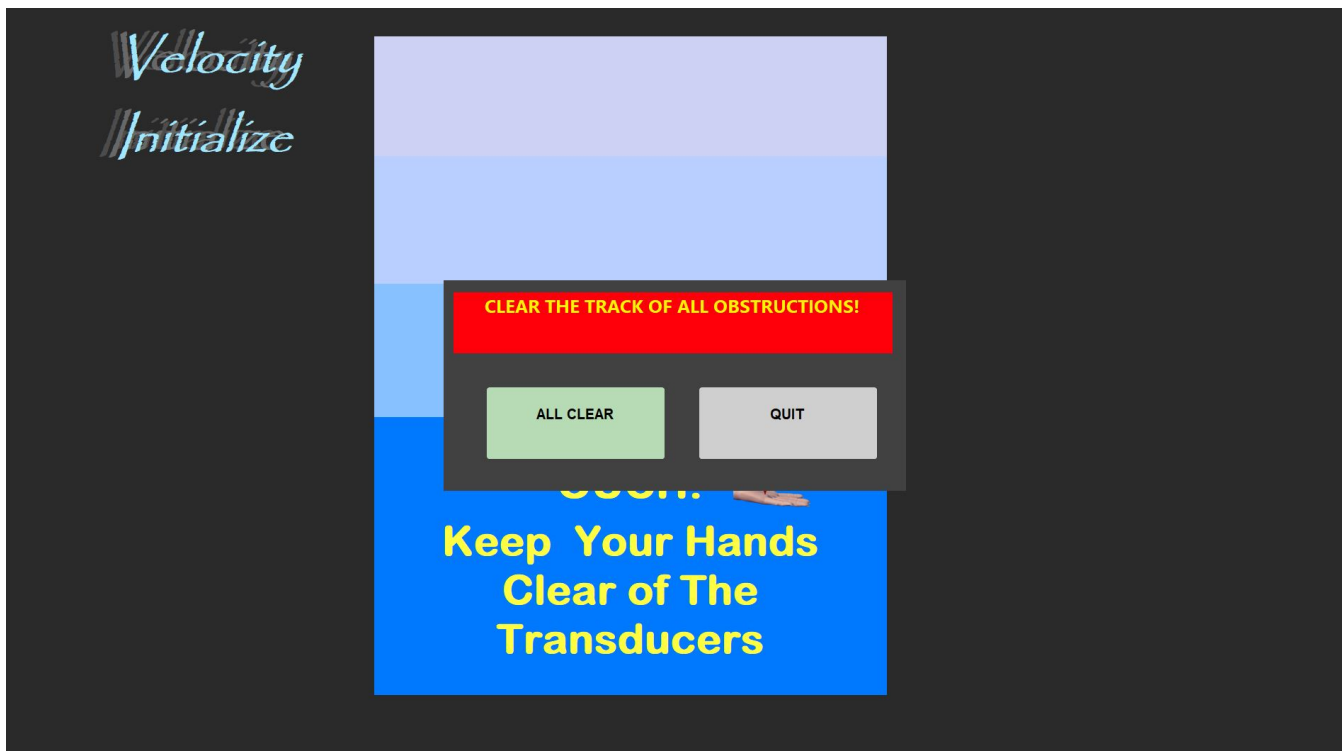 Velocity
Initialize
CLEAR THE TRACK OF ALL OBSTRUCTIONS!
ALL CLEAR
QUIT
Keep Your Hands
Clear of The
Transducers